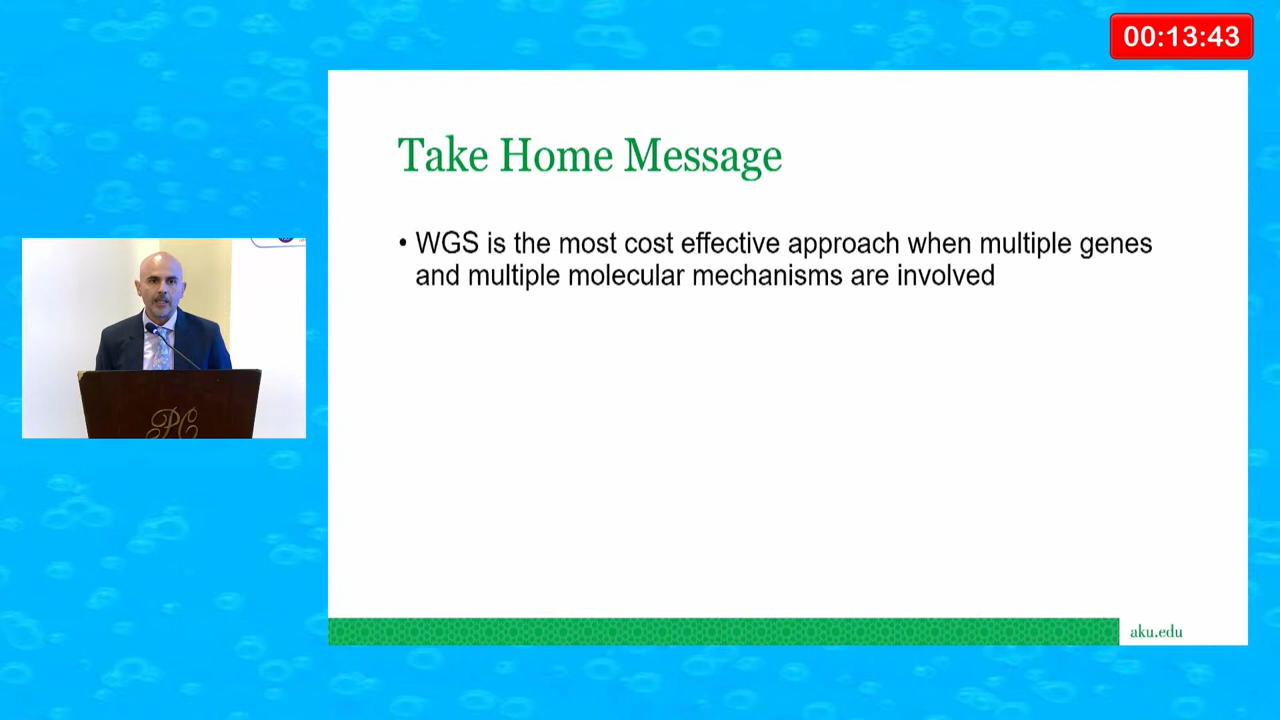 00:13:43
Take Home Message
• WGS is the most cost effective approach when multiple genes
and multiple molecular mechanisms are involved
PC
aku.edu